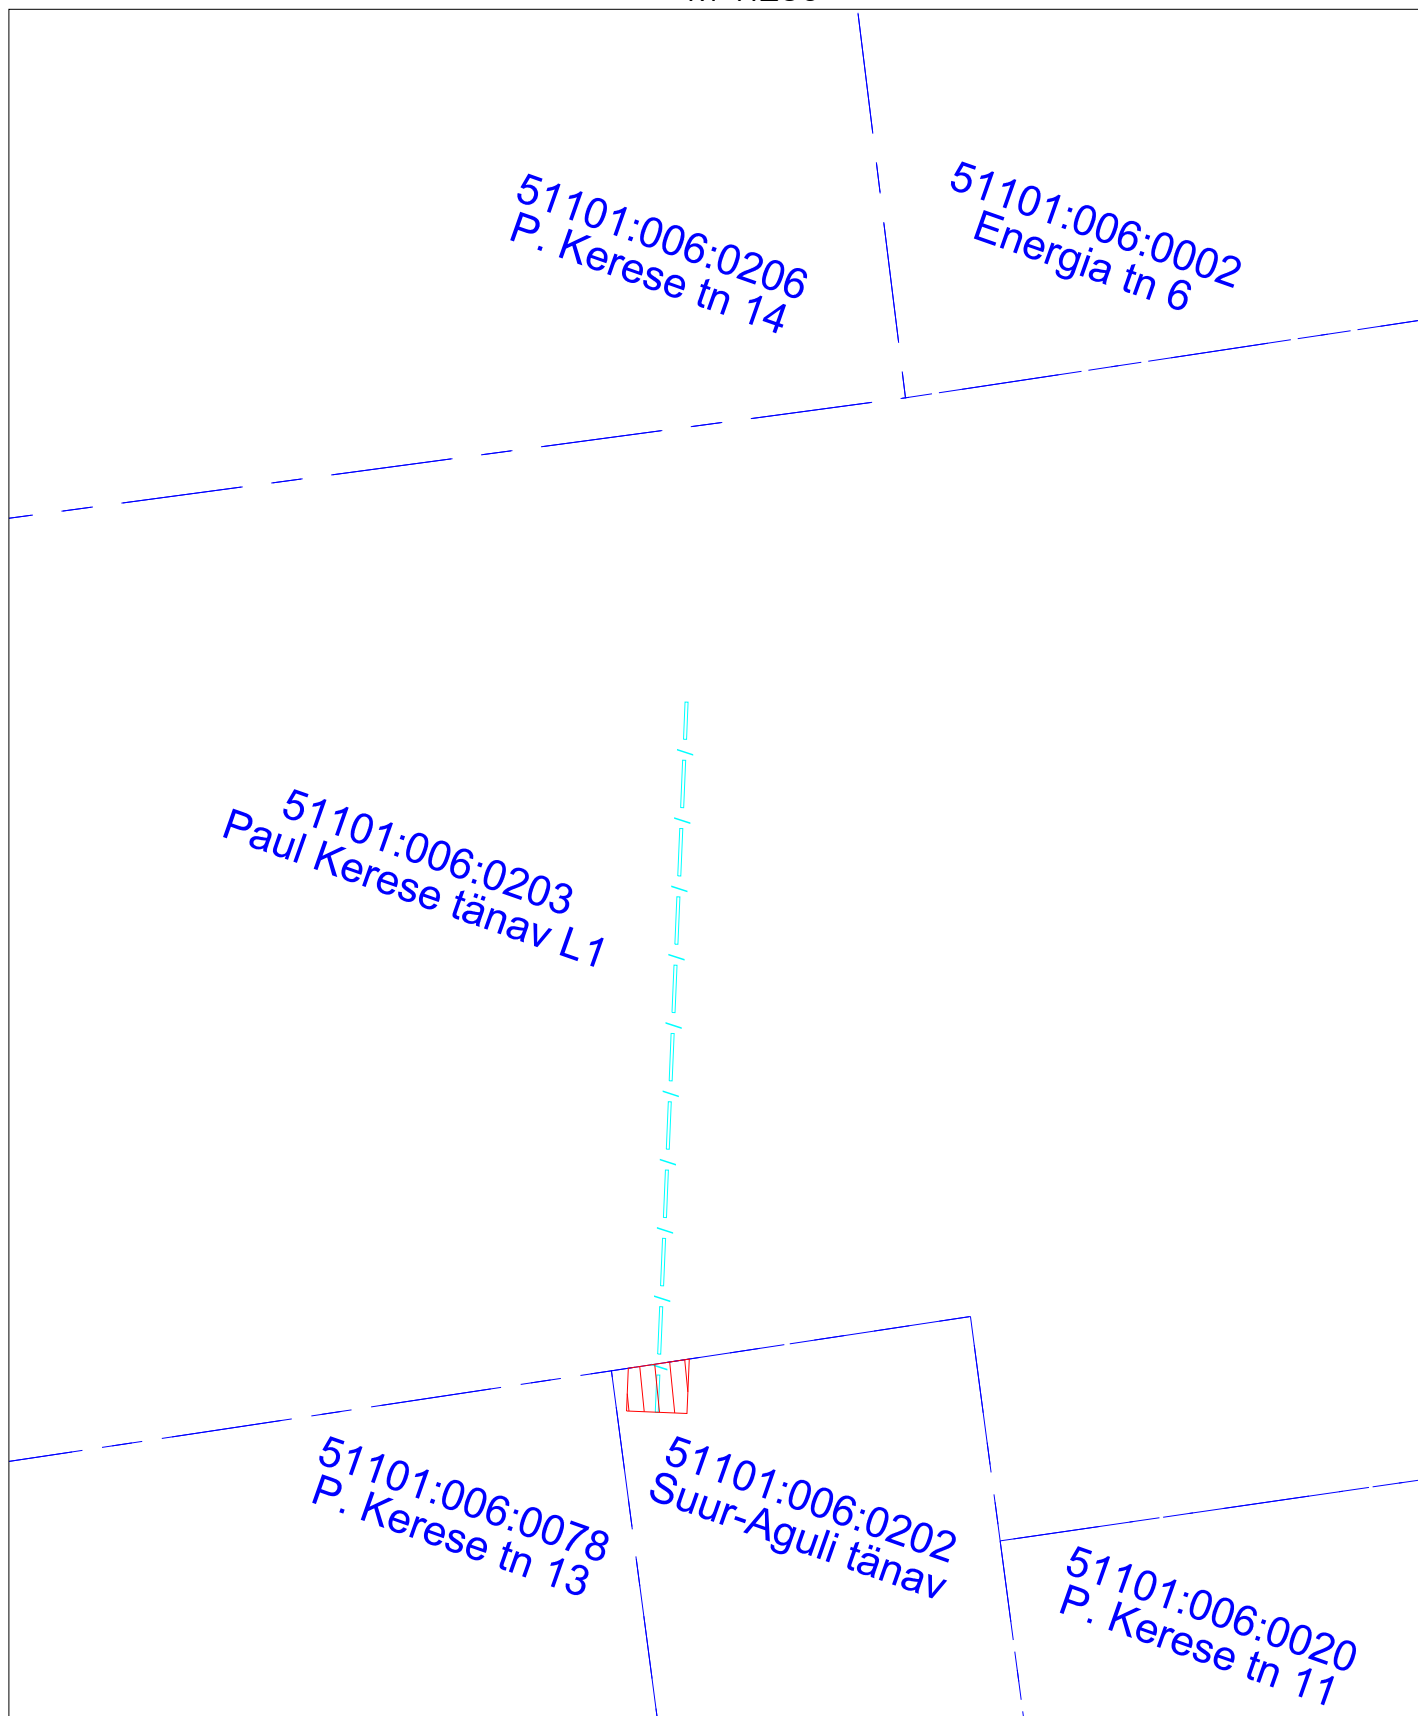 51101:006:0206
P. Kerese tn 14
51101:006:0002
Energia tn 6
51101:006:0203
Paul Kerese tänav L1
51101:006:0078
P. Kerese tn 13
51101:006:0202
Suur-Aguli tänav
51101:006:0020
P. Kerese tn 11